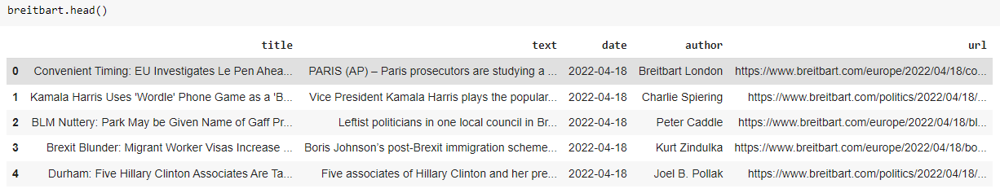 breitbart.head()
title text date author url
0 Convenient Timing: EU Investigates Le Pen Ahea... PARIS (AP) – Paris prosecutors are studying a ... 2022-04-18 Breitbart London https://www.breitbart.com/europe/2022/04/18/co...
1 Kamala Harris Uses 'Wordle' Phone Game as a 'B... Vice President Kamala Harris plays the popular... 2022-04-18 Charlie Spiering https://www.breitbart.com/politics/2022/04/18/...
2 BLM Nuttery: Park May be Given Name of Gaff Pr... Leftist politicians in one local council in Br... 2022-04-18 Peter Caddle https://www.breitbart.com/europe/2022/04/18/bl...
3 Brexit Blunder: Migrant Worker Visas Increase ... Boris Johnson’s post-Brexit immigration scheme... 2022-04-18 Kurt Zindulka https://www.breitbart.com/europe/2022/04/18/bo...
4 Durham: Five Hillary Clinton Associates Are Ta... Five associates of Hillary Clinton and her pre... 2022-04-18 Joel B. Pollak https://www.breitbart.com/politics/2022/04/18/...